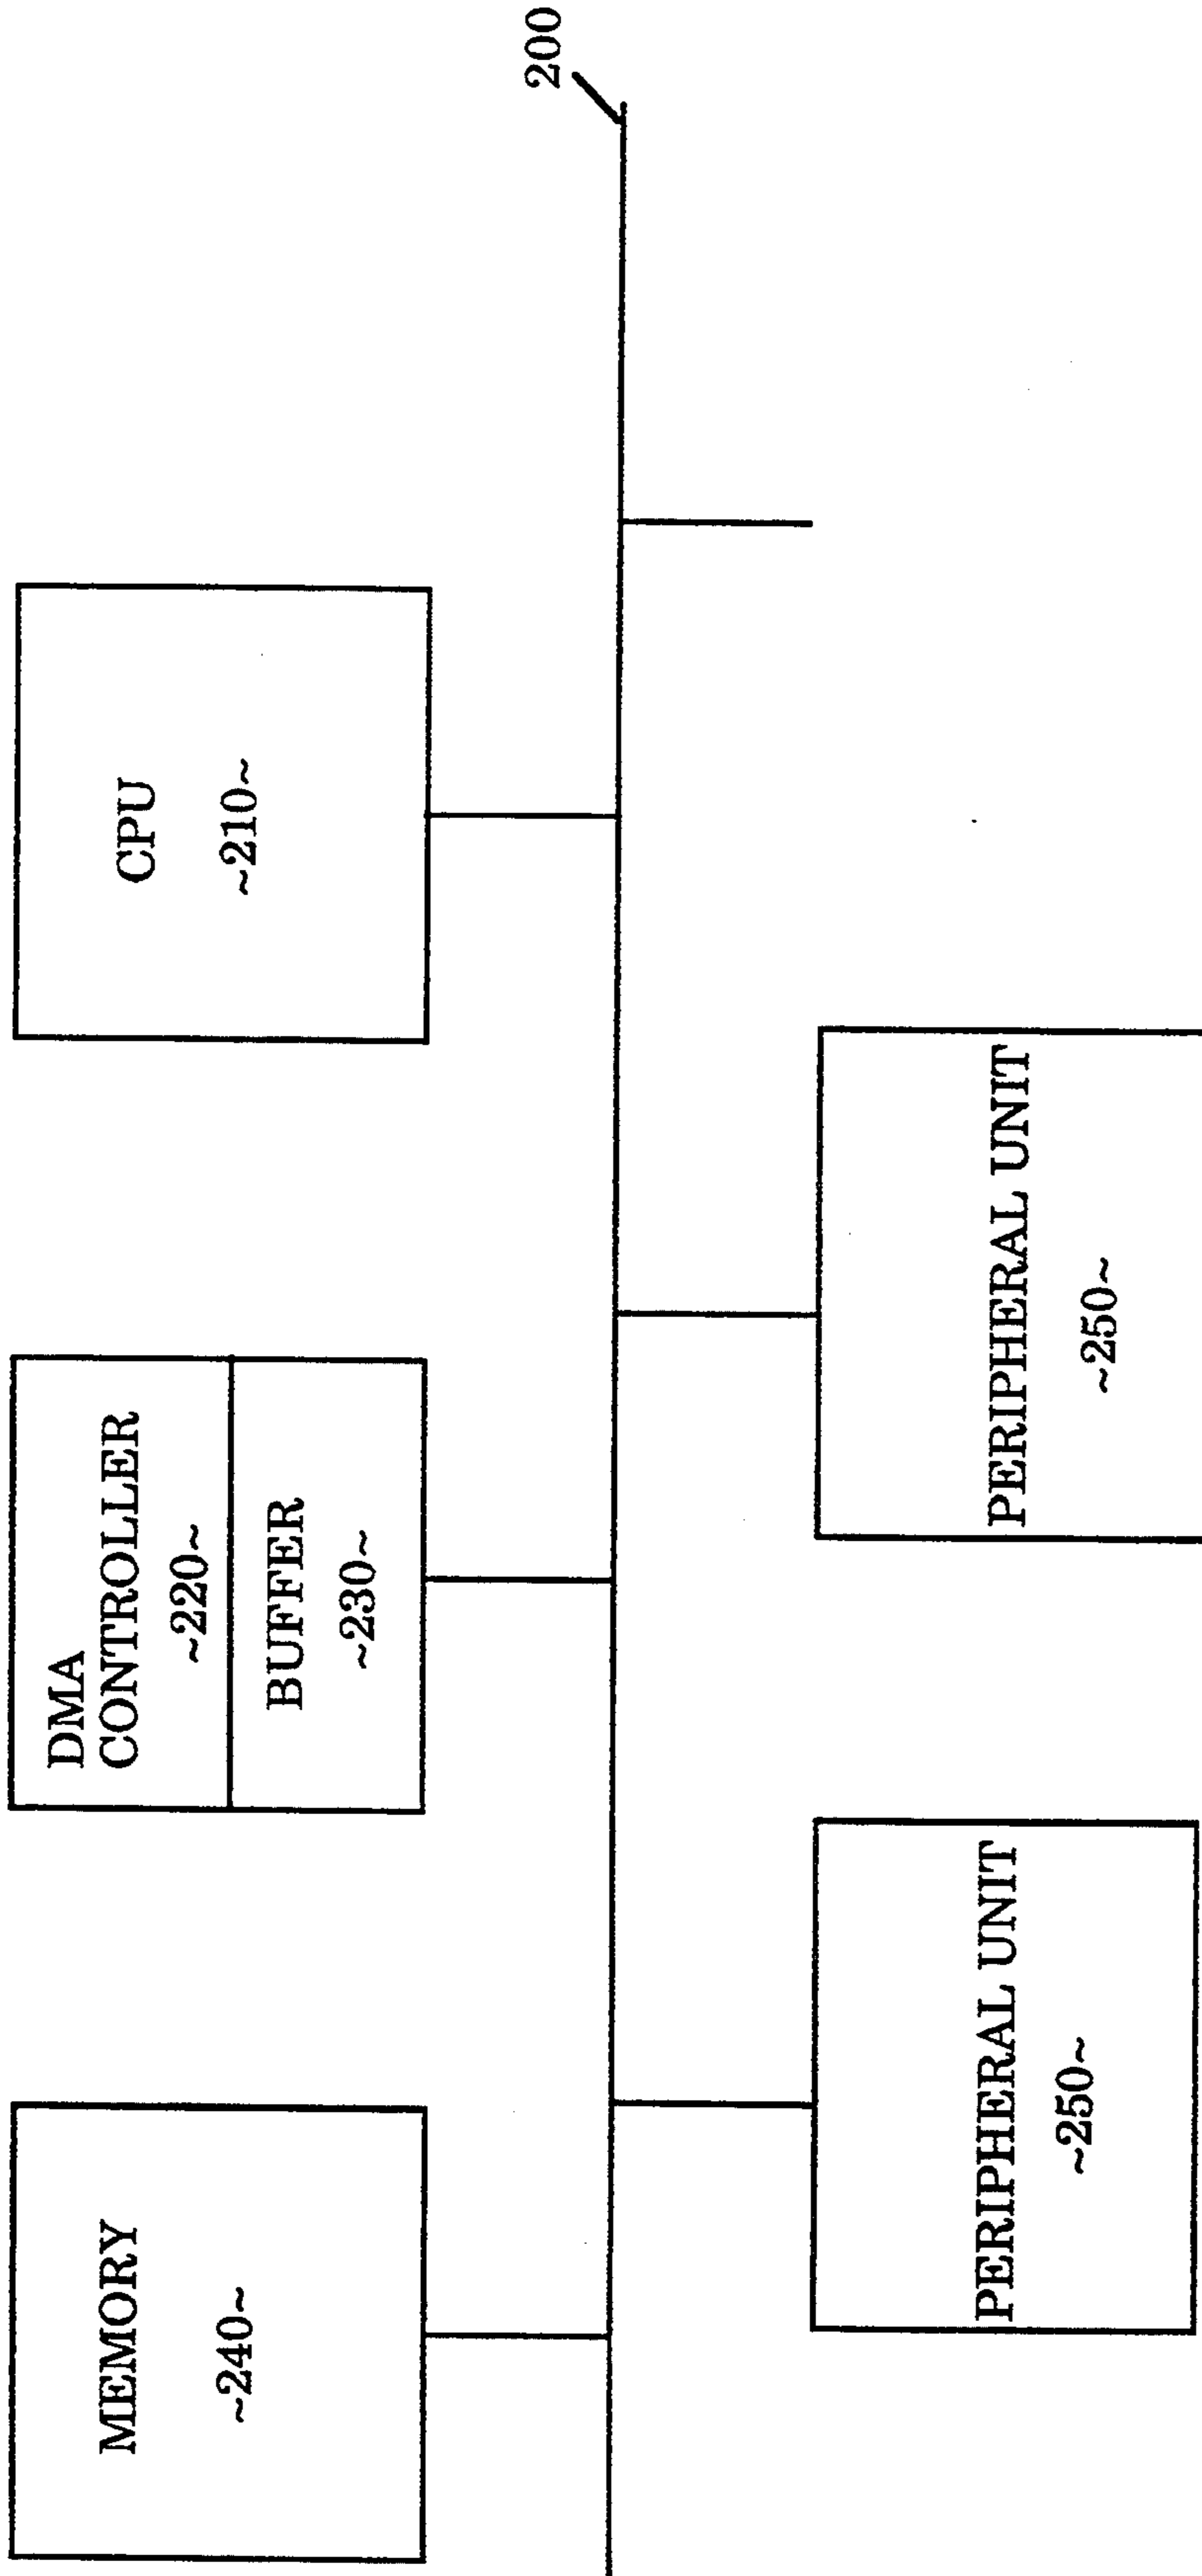 MEMORY
~240~
DMA
CONTROLLER
~220~
BUFFER
~230~
CPU
~210~
200
PERIPHERAL UNIT
~250~
PERIPHERAL UNIT
~250~